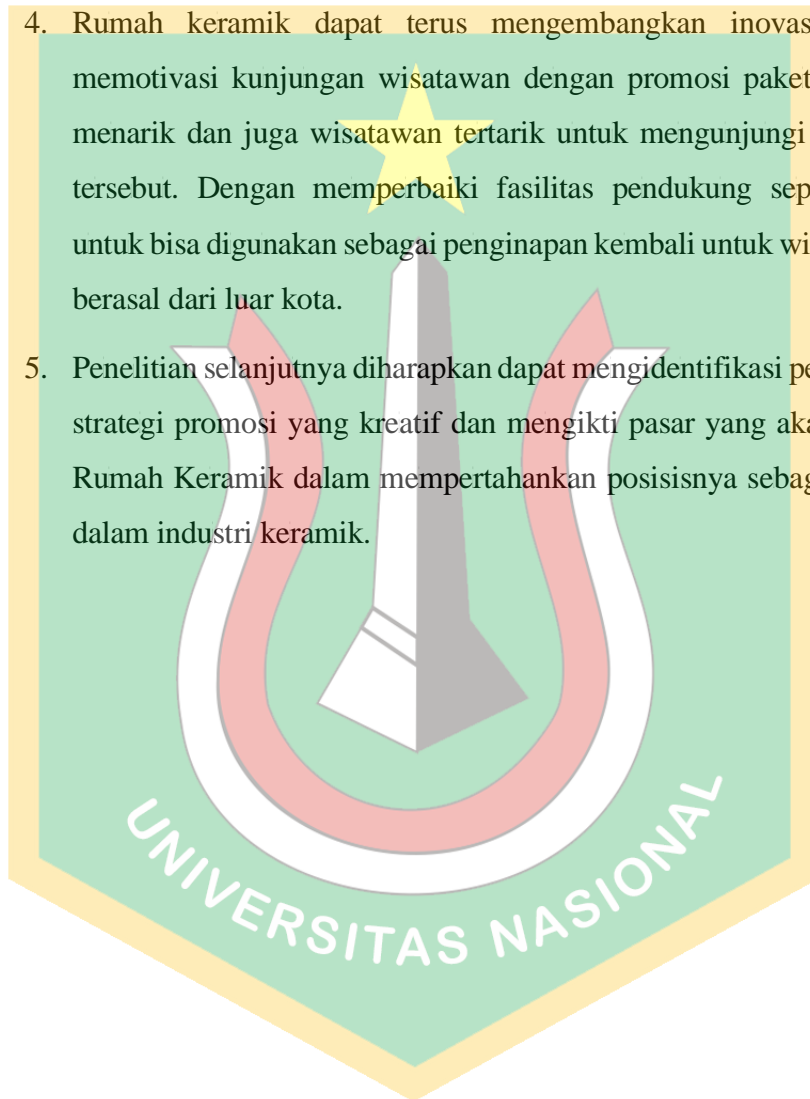 4. Rumah keramik dapat terus mengembangkan inovas
memotivasi kunjungan wisatawan dengan promosi paket
menarik dan juga wisatawan tertarik untuk mengunjungi
tersebut. Dengan memperbaiki fasilitas pendukung sep
untuk bisa digunakan sebagai penginapan kembali untuk wi
berasal dari luar kota.
5. Penelitian selanjutnya diharapkan dapat mengidentifikasi pe
strategi promosi yang kreatif dan mengikti pasar yang aka
Rumah Keramik dalam mempertahankan posisisnya sebag
dalam industri keramik.
UNIVERSITAS NASIONAL